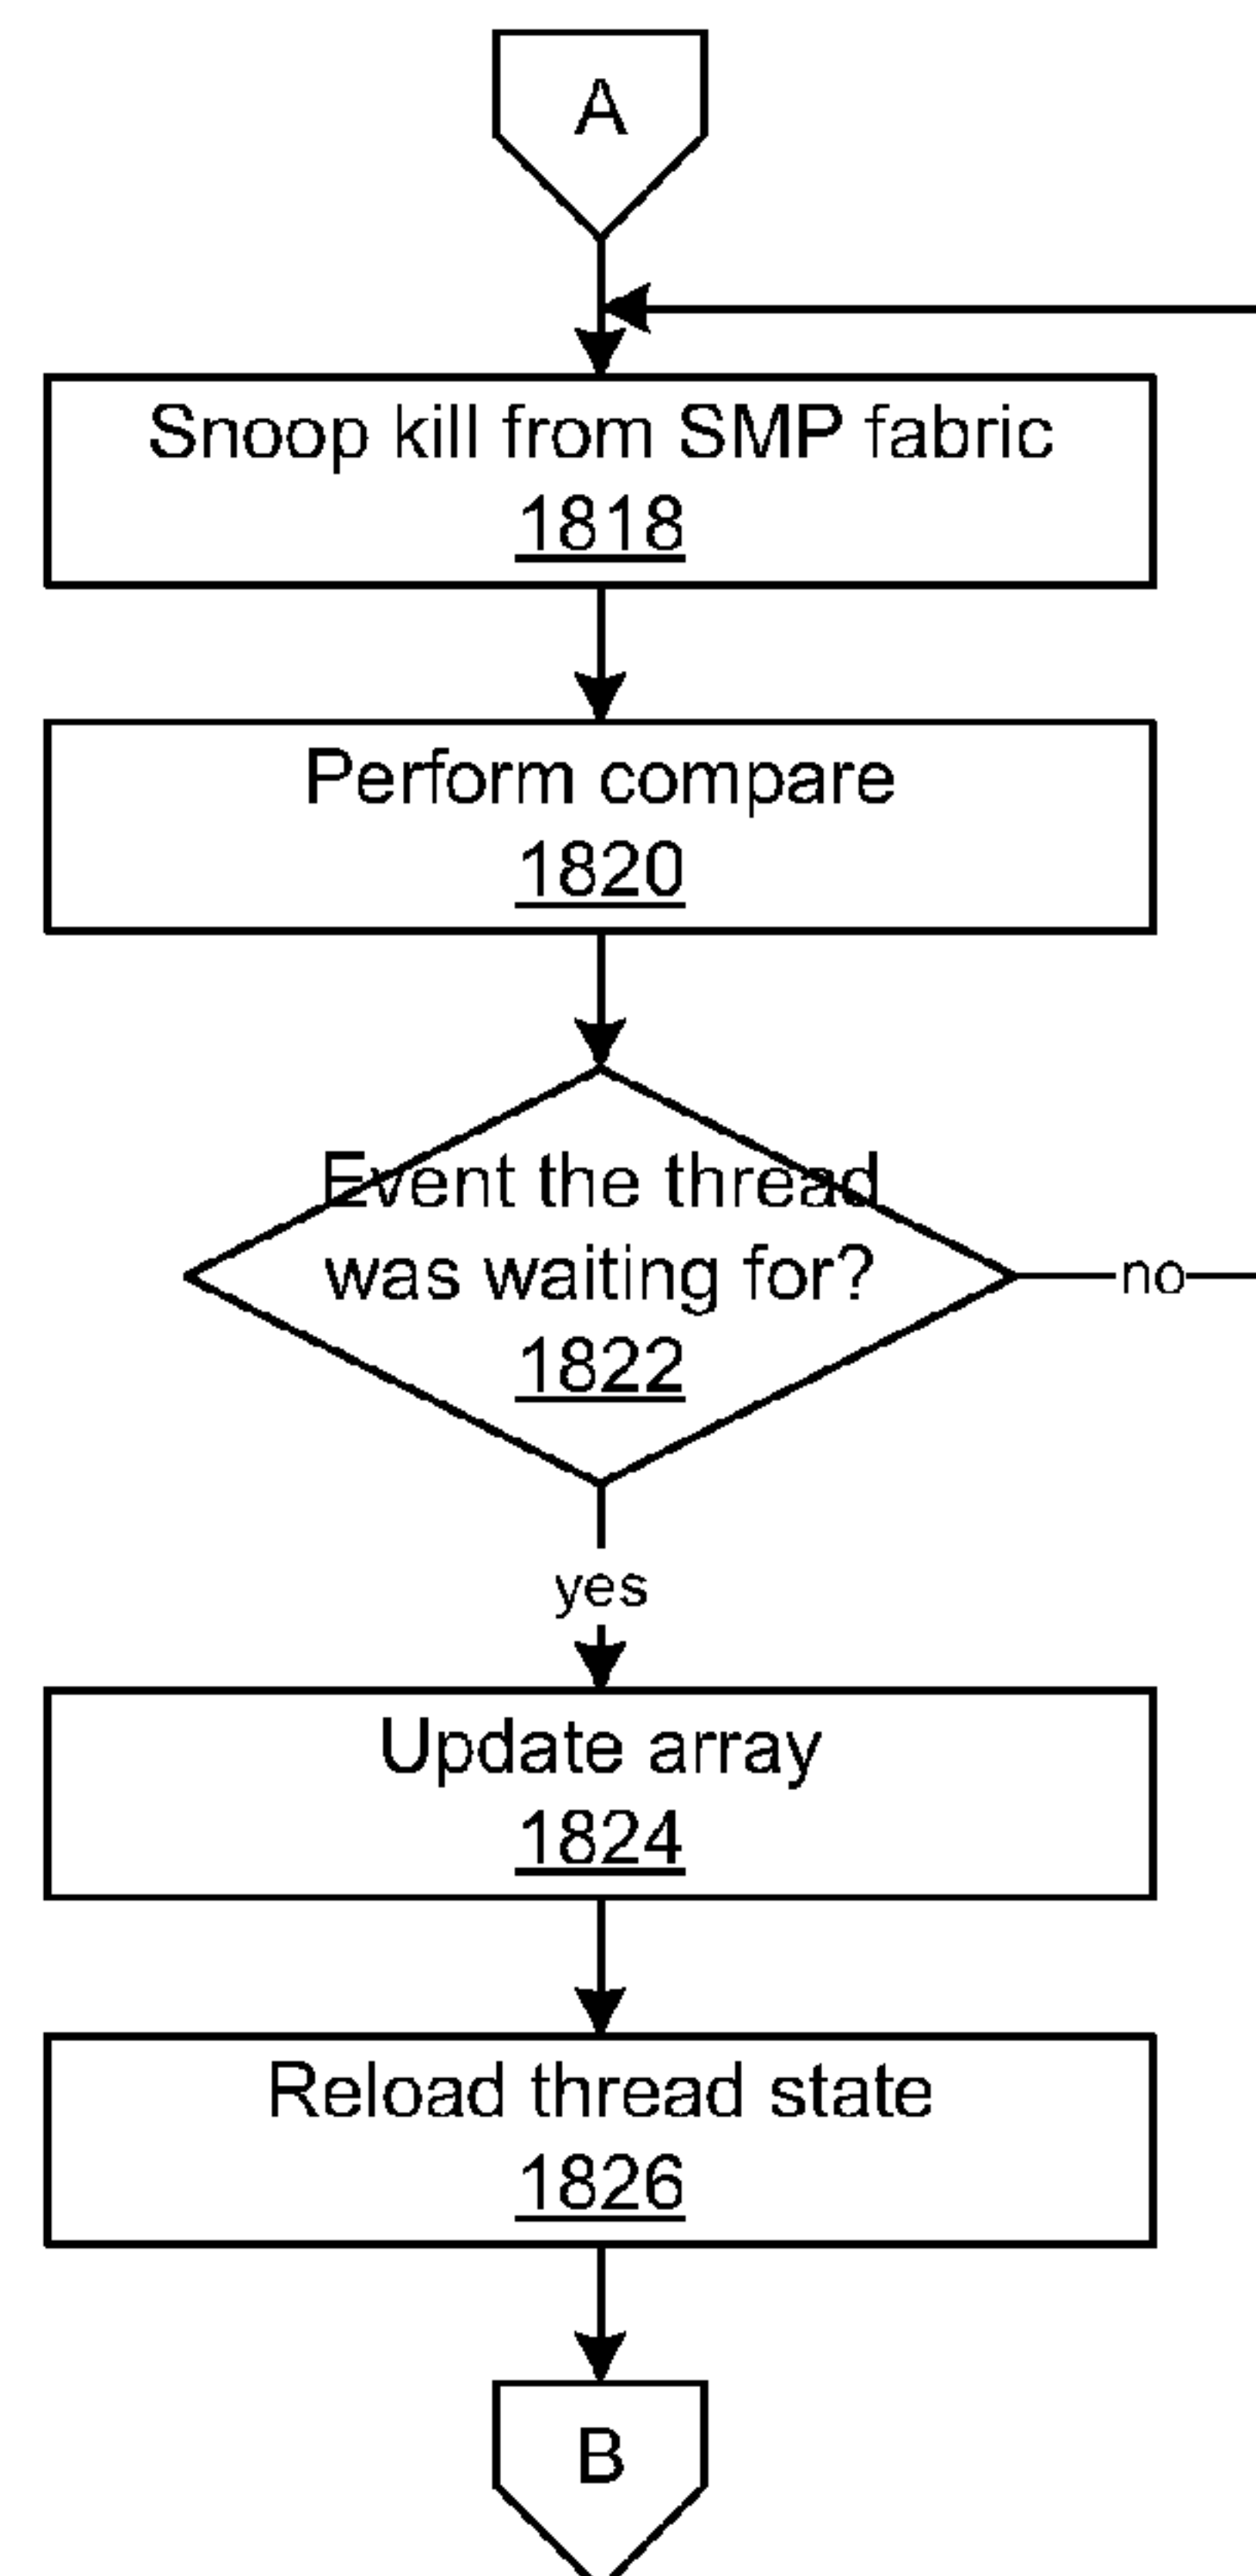 A
Snoop kill from SMP fabric
1818
Perform compare
1820
Event the thread
was waiting for?
1822
no
yes
Update array
1824
Reload thread state
1826
B